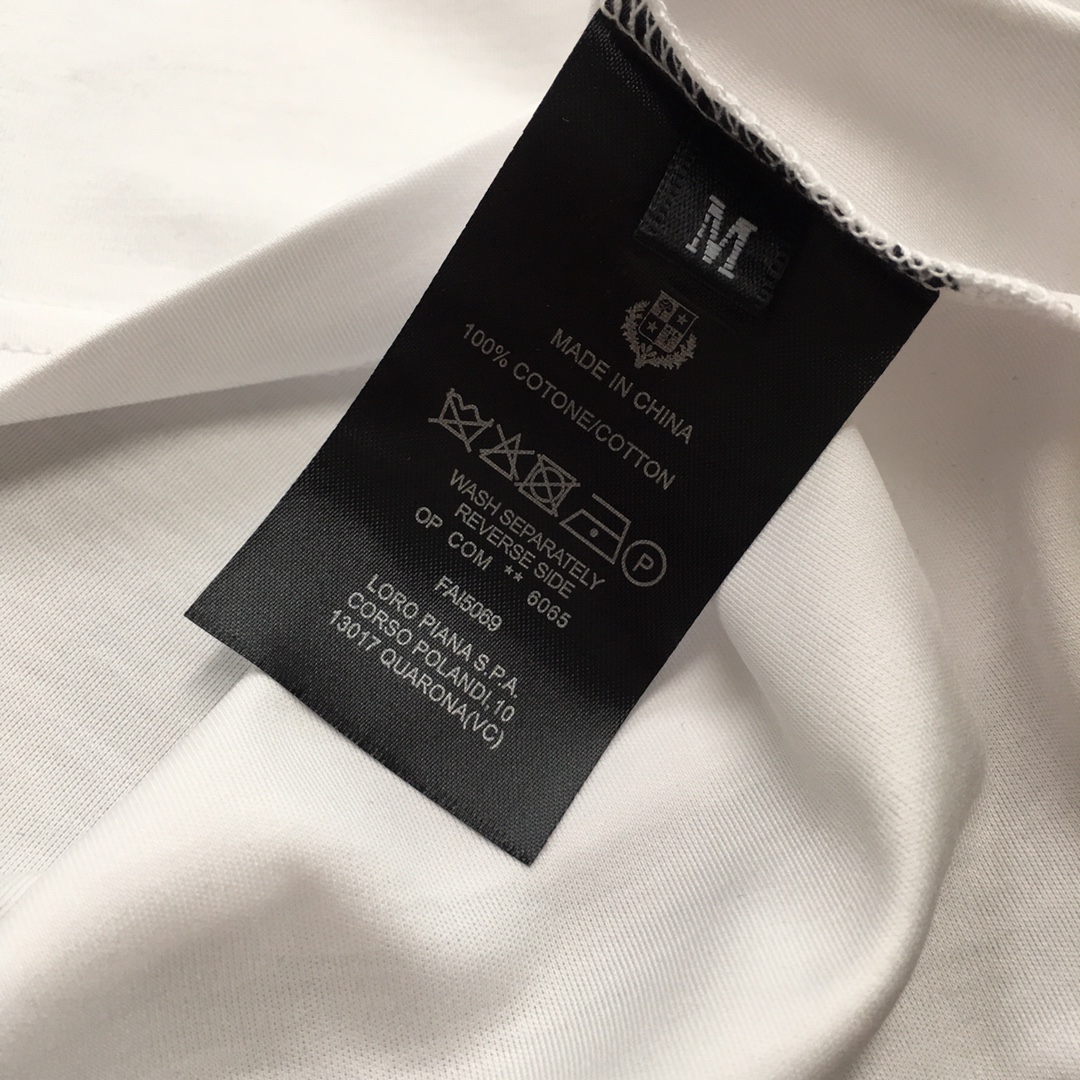 M
MADE IN CHINA
100% COTONE/COTTON
P
WASH SEPARATELY
REVERSE SIDE
OP COM ** 6065
FAI5069
LORO PIANA S.P.A.
CORSO POLANDI,10
13017 QUARONA(VC)